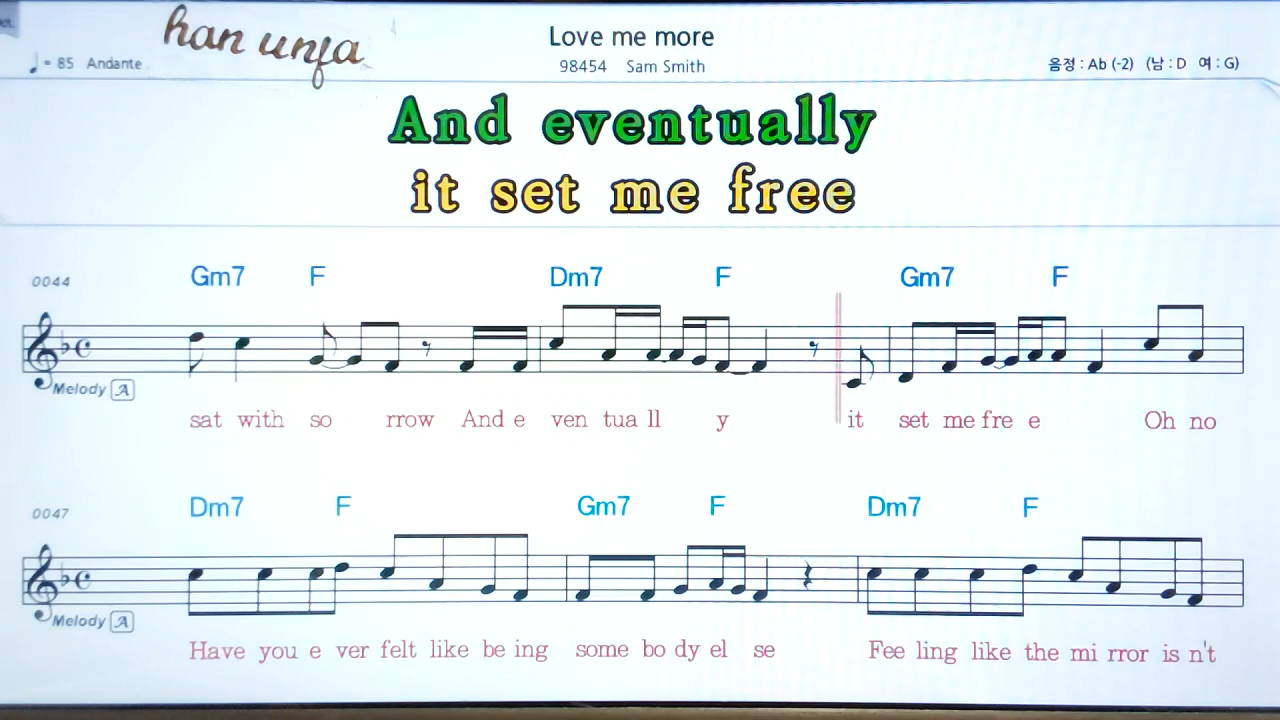 han unfa
Love me more
♩= 85 Andante
98454 Sam Smith
음정 : Ab (-2) (남 : D 여 : G)
And eventually
it set me free
0044
Gm7 F Dm7 F Gm7 F
Melody A
sat with so rrow And e ven tua ll y it set me fre e Oh no
0047
Dm7 F Gm7 F Dm7 F
Melody A
Have you e ver felt like be ing some bo dy el se Fee ling like the mi rror is n't